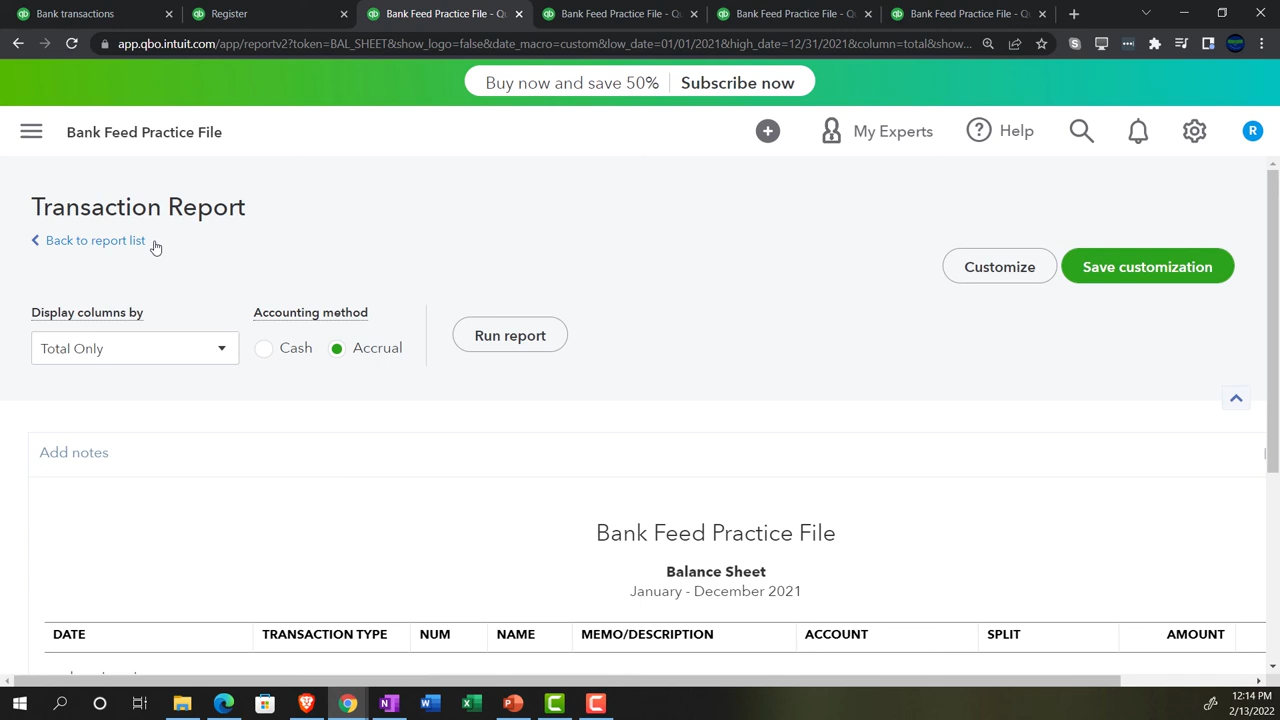 Bank transactions
Register
Bank Feed Practice File - Q
Bank Feed Practice File - Q
Bank Feed Practice File - Q
Bank Feed Practice File - Q
app.qbo.intuit.com/app/reportv2?token=BAL_SHEET&show_logo=false&date_macro=custom&low_date=01/01/2021&high_date=12/31/2021&column=total&show...
Buy now and save 50% Subscribe now
Bank Feed Practice File
My Experts
Help
R
Transaction Report
Back to report list
Customize
Save customization
Display columns by
Accounting method
Total Only
Cash
Accrual
Run report
Add notes
Bank Feed Practice File
Balance Sheet
January - December 2021
DATE TRANSACTION TYPE NUM NAME MEMO/DESCRIPTION ACCOUNT SPLIT AMOUNT
12:14 PM
2/13/2022